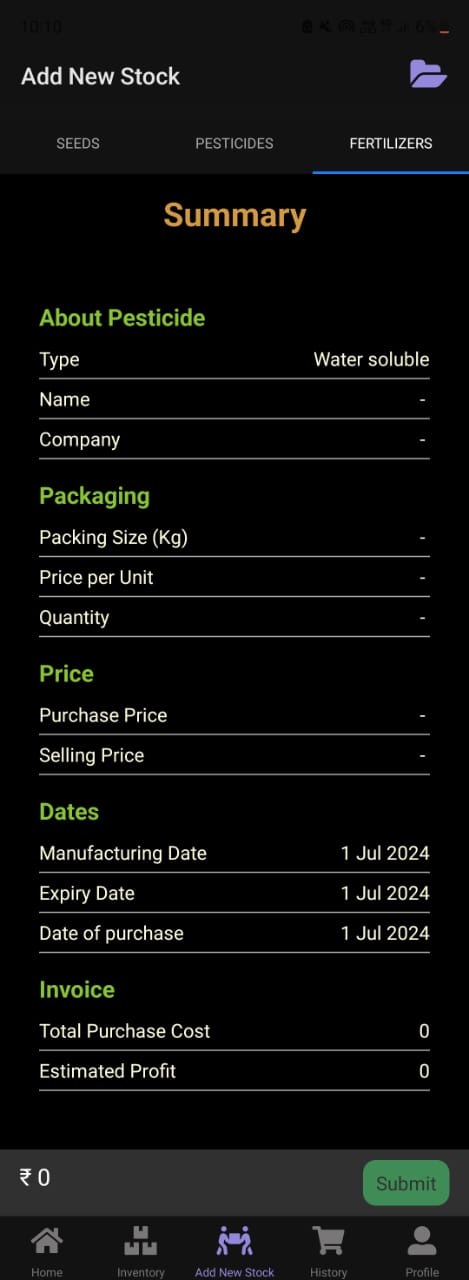 10:10
6%
Add New Stock
SEEDS PESTICIDES FERTILIZERS
Summary
About Pesticide
Type Water soluble
Name -
Company -
Packaging
Packing Size (Kg) -
Price per Unit -
Quantity -
Price
Purchase Price -
Selling Price -
Dates
Manufacturing Date 1 Jul 2024
Expiry Date 1 Jul 2024
Date of purchase 1 Jul 2024
Invoice
Total Purchase Cost 0
Estimated Profit 0
₹ 0 Submit
Home Inventory Add New Stock History Profile